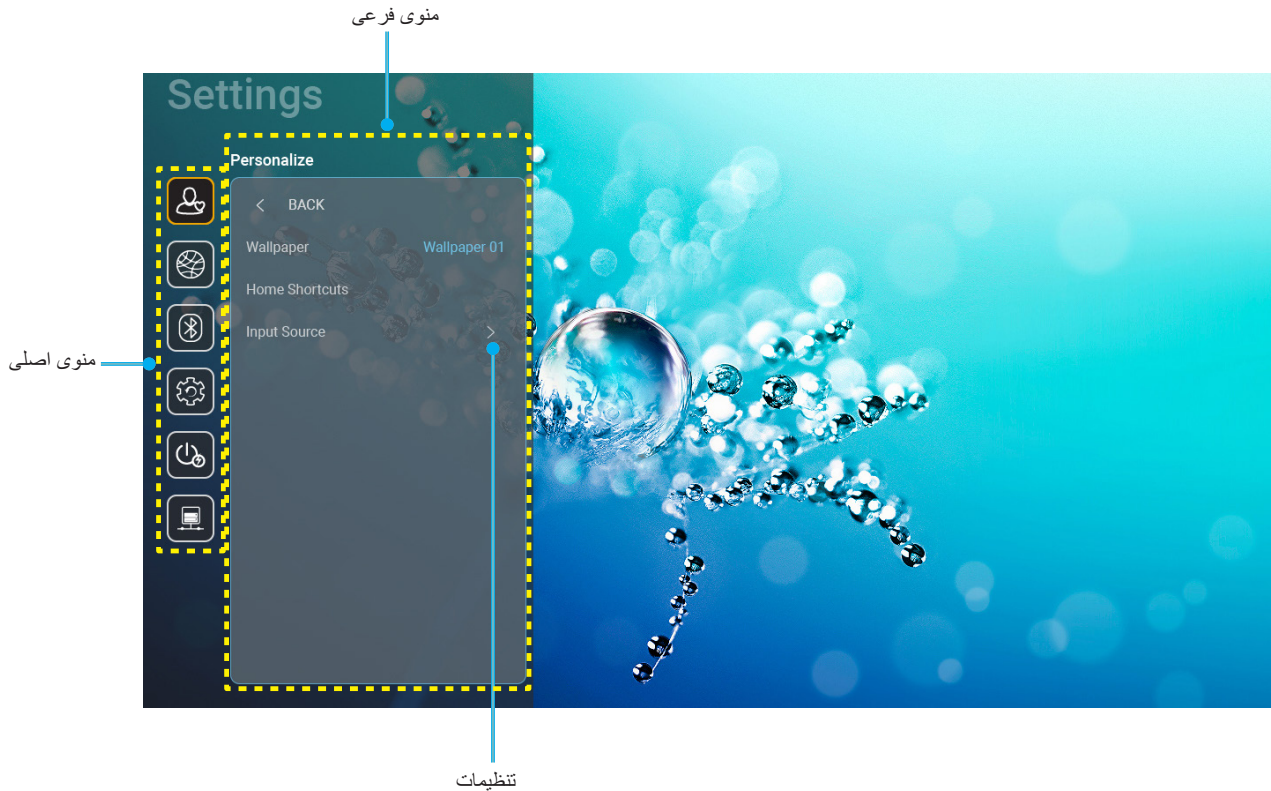 منوی فرعی
Settings
Personalize
BACK
Wallpaper Wallpaper 01
Home Shortcuts
Input Source
منوی اصلی
تنظیمات